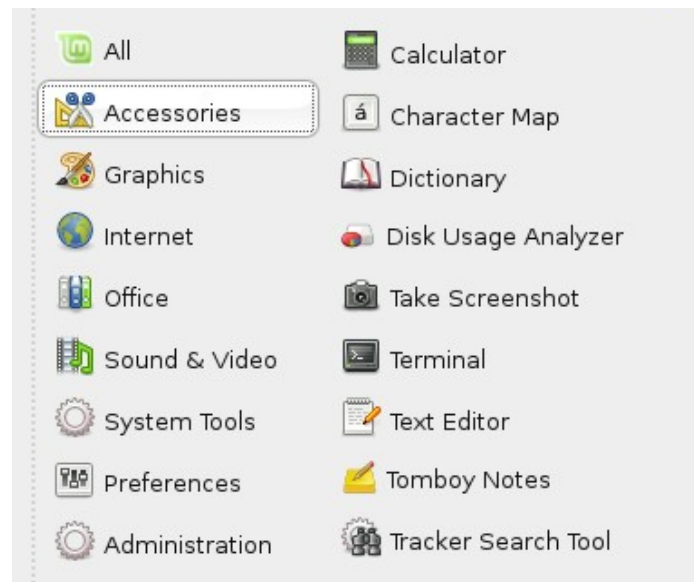 All
Accessories
Graphics
Internet
Office
Sound & Video
System Tools
Preferences
Administration
Calculator
á Character Map
Dictionary
Disk Usage Analyzer
Take Screenshot
Terminal
Text Editor
Tomboy Notes
Tracker Search Tool